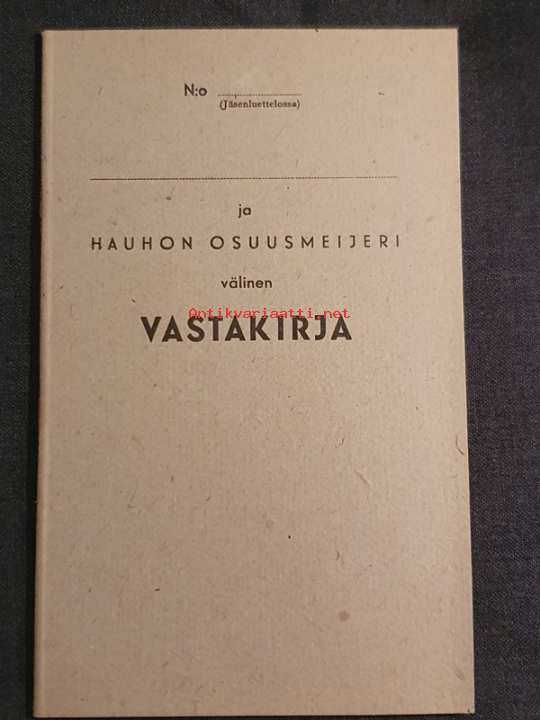 N:o
(Jäsenluettelossa)
ja
HAUHON OSUUSMEIJERI
välinen
Antikvariaatti.net
VASTAKIRJA